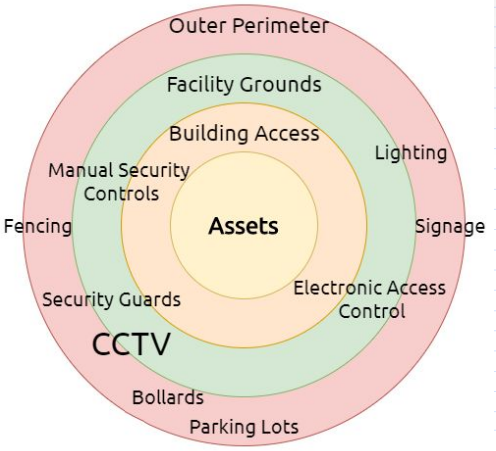 Outer Perimeter
Facility Grounds
Building Access
Lighting
Manual Security
Controls
Fencing
Assets
Signage
Security Guards
Electronic Access
Control
CCTV
Bollards
Parking Lots